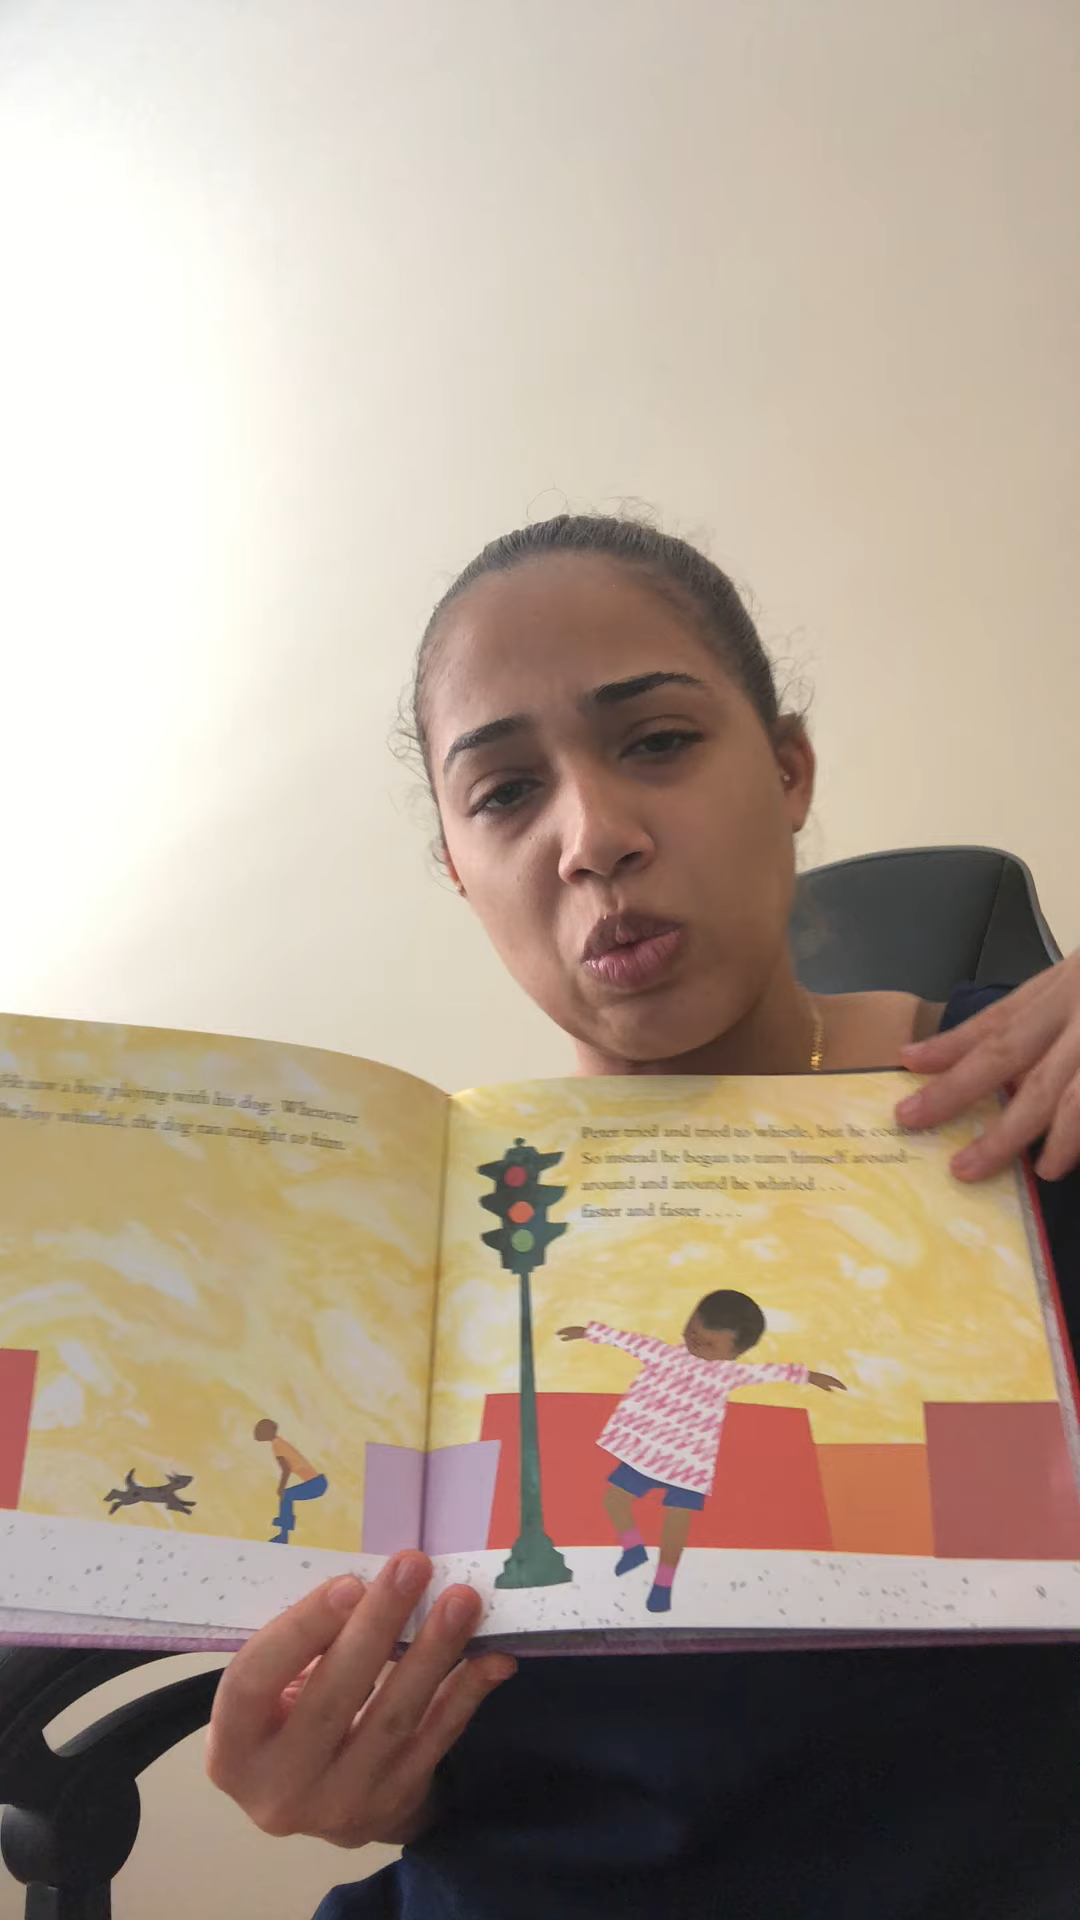 He saw a boy playing with his dog. Whenever
the boy whistled, the dog ran straight to him.
Peter tried and tried to whistle, but he
So instead he began to turn himself around—
around and around he whirled . . .
faster and faster . . . .